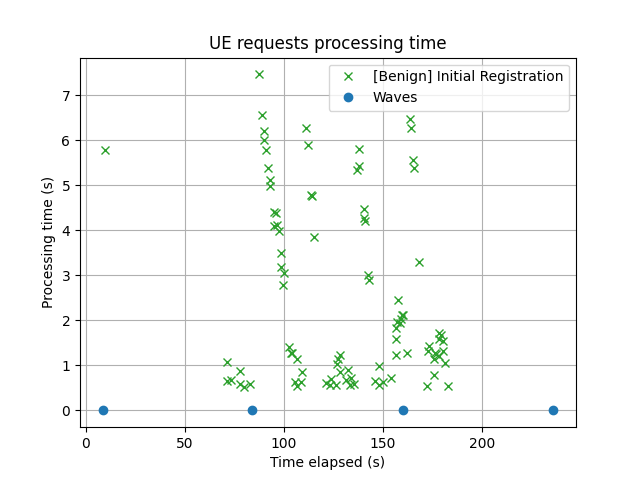 UE requests processing time
[Benign] Initial Registration
Waves
Processing time (s)
7
6
5
4
3
2
1
0
0 50 100 150 200
Time elapsed (s)